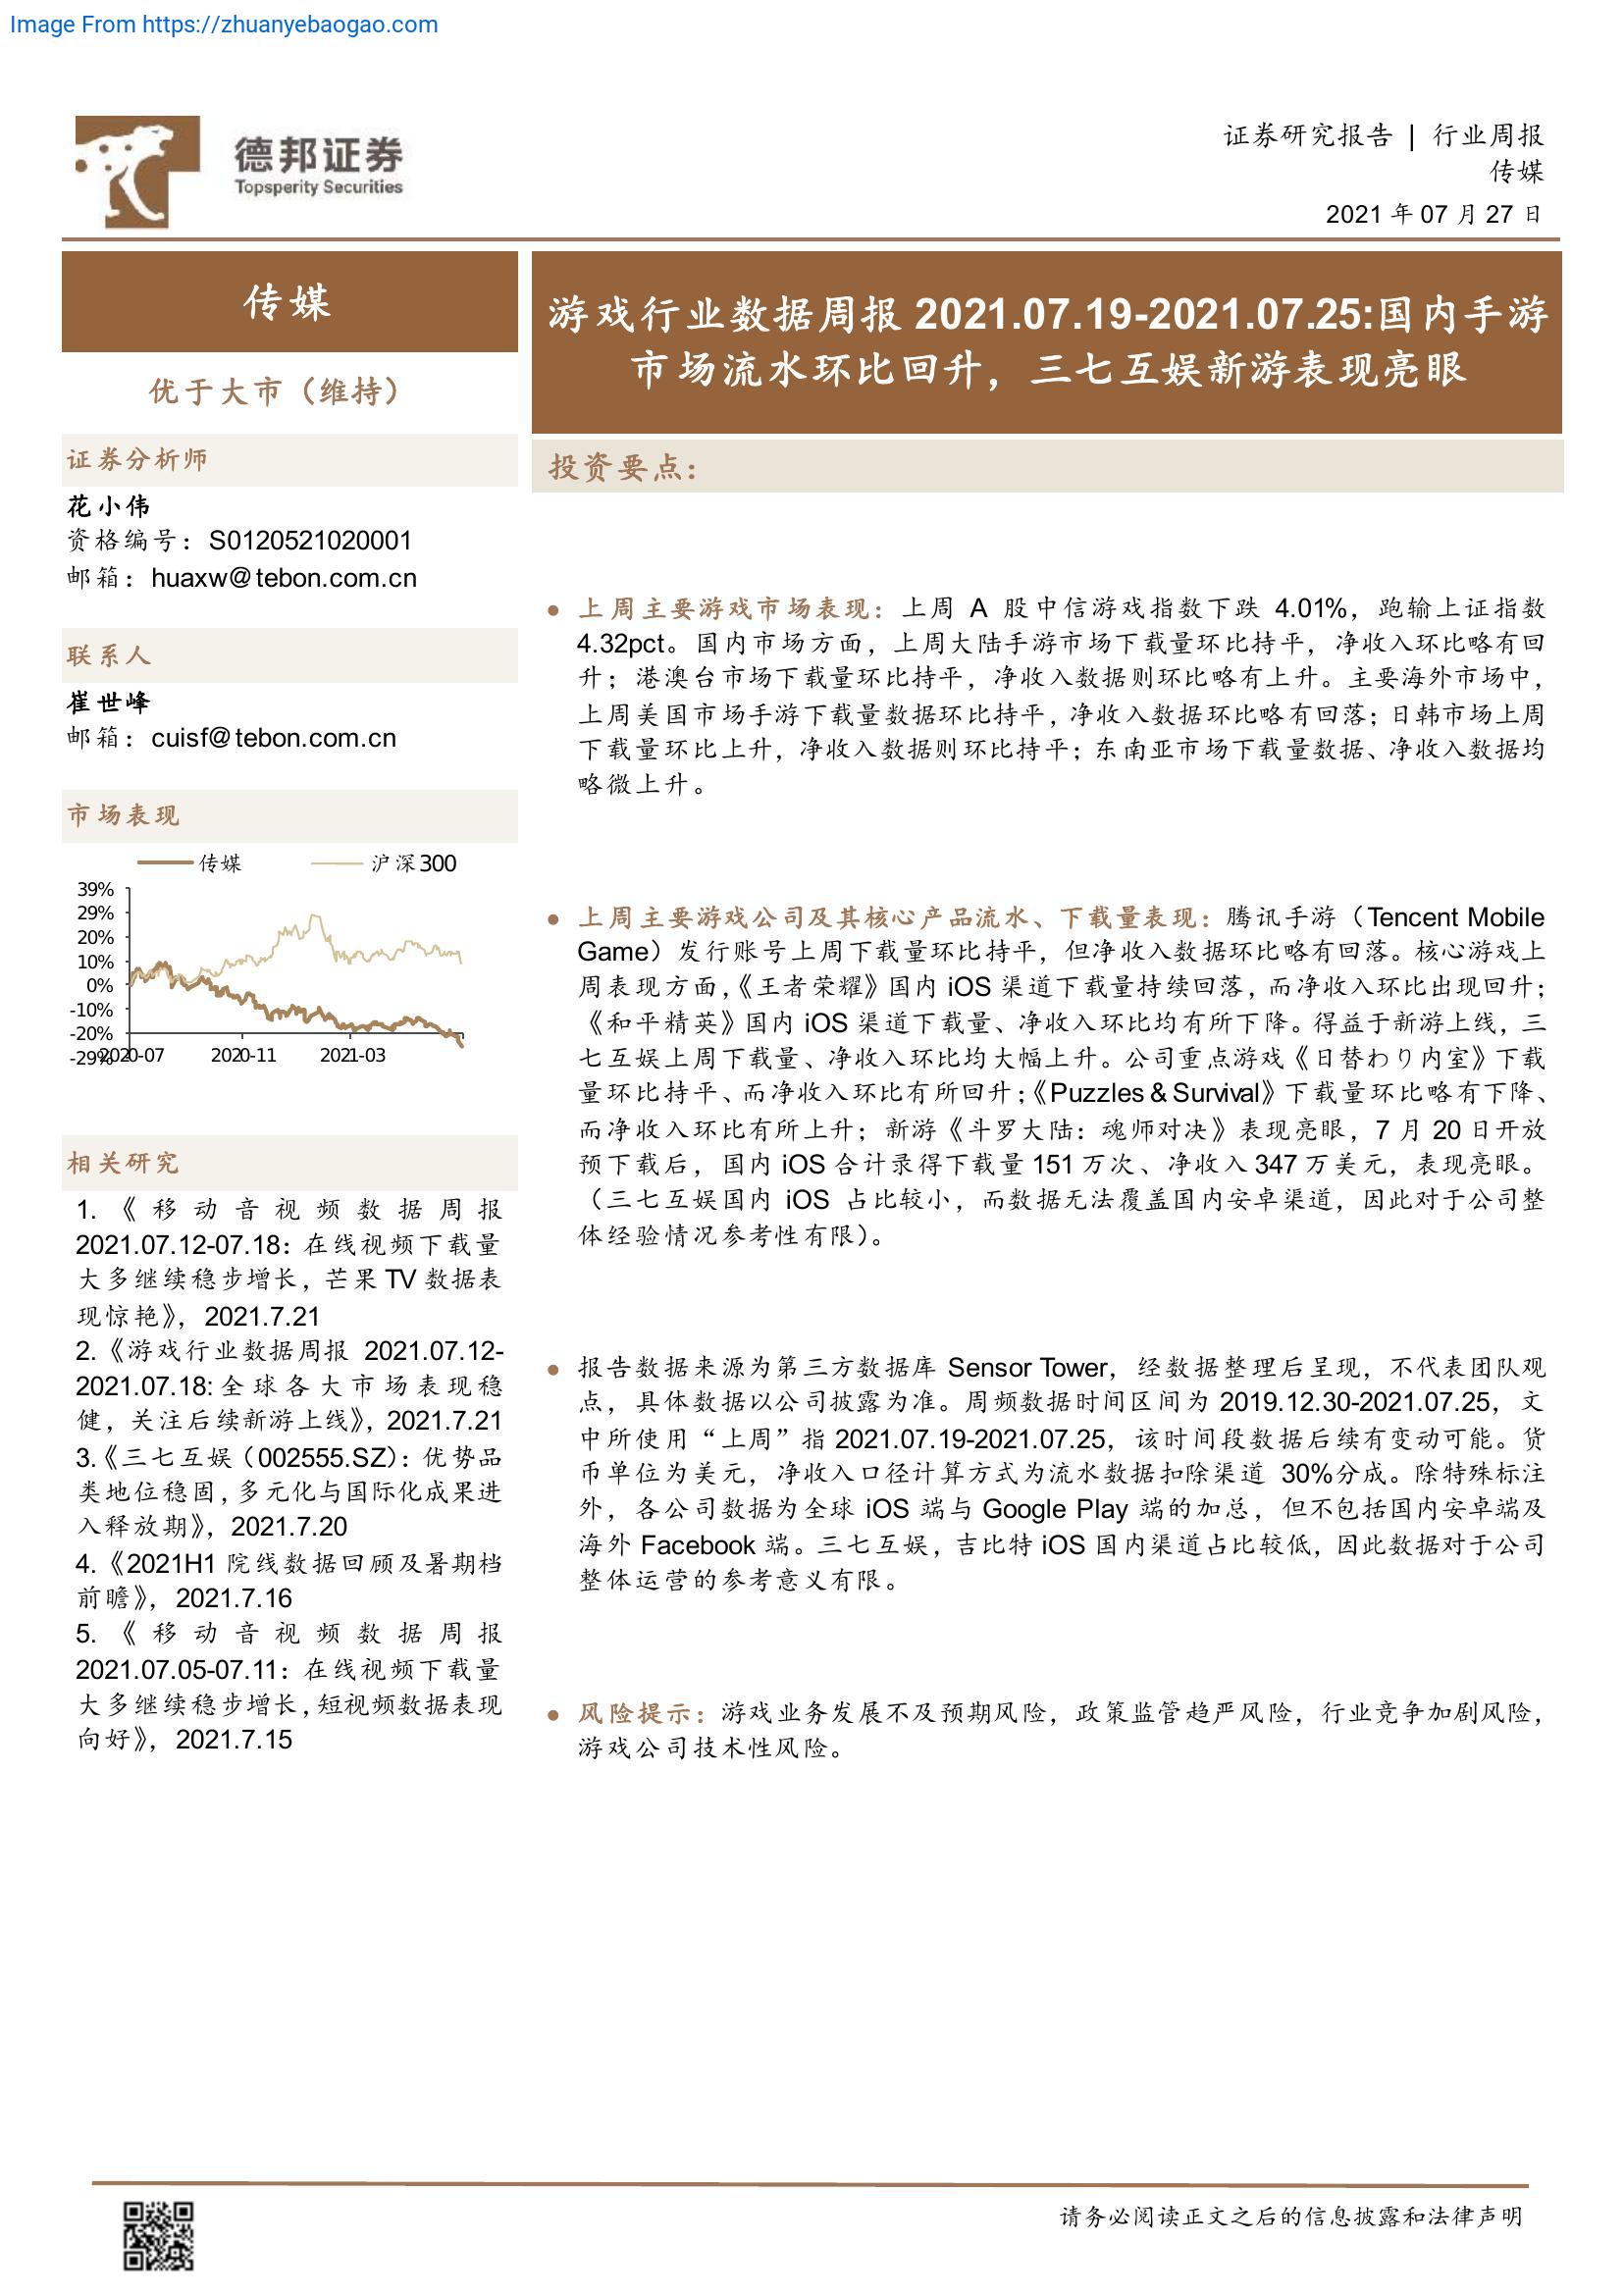 Image From https://zhuanyebaogao.com
德邦证券
Topsperity Securities
证券研究报告 | 行业周报
传媒
2021 年 07 月 27 日
传媒
优于大市（维持）
证券分析师
花小伟
资格编号：S0120521020001
邮箱：huaxw@tebon.com.cn
联系人
崔世峰
邮箱：cuisf@tebon.com.cn
市场表现
传媒 沪深300
39%
29%
20%
10%
0%
-10%
-20%
-29%
2020-07 2020-11 2021-03
相关研究
1.《移动音视频数据周报
2021.07.12-07.18：在线视频下载量
大多继续稳步增长，芒果 TV 数据表
现惊艳》，2021.7.21
2.《游戏行业数据周报 2021.07.12-
2021.07.18:全球各大市场表现稳
健，关注后续新游上线》，2021.7.21
3.《三七互娱（002555.SZ）：优势品
类地位稳固，多元化与国际化成果进
入释放期》，2021.7.20
4.《2021H1 院线数据回顾及暑期档
前瞻》，2021.7.16
5.《移动音视频数据周报
2021.07.05-07.11：在线视频下载量
大多继续稳步增长，短视频数据表现
向好》，2021.7.15
游戏行业数据周报 2021.07.19-2021.07.25:国内手游
市场流水环比回升，三七互娱新游表现亮眼
投资要点：
● 上周主要游戏市场表现：上周 A 股中信游戏指数下跌 4.01%，跑输上证指数
4.32pct。国内市场方面，上周大陆手游市场下载量环比持平，净收入环比略有回
升；港澳台市场下载量环比持平，净收入数据则环比略有上升。主要海外市场中，
上周美国市场手游下载量数据环比持平，净收入数据环比略有回落；日韩市场上周
下载量环比上升，净收入数据则环比持平；东南亚市场下载量数据、净收入数据均
略微上升。
● 上周主要游戏公司及其核心产品流水、下载量表现：腾讯手游（Tencent Mobile
Game）发行账号上周下载量环比持平，但净收入数据环比略有回落。核心游戏上
周表现方面，《王者荣耀》国内 iOS 渠道下载量持续回落，而净收入环比出现回升；
《和平精英》国内 iOS 渠道下载量、净收入环比均有所下降。得益于新游上线，三
七互娱上周下载量、净收入环比均大幅上升。公司重点游戏《日替わり内室》下载
量环比持平、而净收入环比有所回升；《Puzzles & Survival》下载量环比略有下降、
而净收入环比有所上升；新游《斗罗大陆：魂师对决》表现亮眼，7 月 20 日开放
预下载后，国内 iOS 合计录得下载量 151 万次、净收入 347 万美元，表现亮眼。
（三七互娱国内 iOS 占比较小，而数据无法覆盖国内安卓渠道，因此对于公司整
体经验情况参考性有限）。
● 报告数据来源为第三方数据库 Sensor Tower，经数据整理后呈现，不代表团队观
点，具体数据以公司披露为准。周频数据时间区间为 2019.12.30-2021.07.25，文
中所使用“上周”指 2021.07.19-2021.07.25，该时间段数据后续有变动可能。货
币单位为美元，净收入口径计算方式为流水数据扣除渠道 30%分成。除特殊标注
外，各公司数据为全球 iOS 端与 Google Play 端的加总，但不包括国内安卓端及
海外 Facebook 端。三七互娱，吉比特 iOS 国内渠道占比较低，因此数据对于公司
整体运营的参考意义有限。
● 风险提示：游戏业务发展不及预期风险，政策监管趋严风险，行业竞争加剧风险，
游戏公司技术性风险。
请务必阅读正文之后的信息披露和法律声明